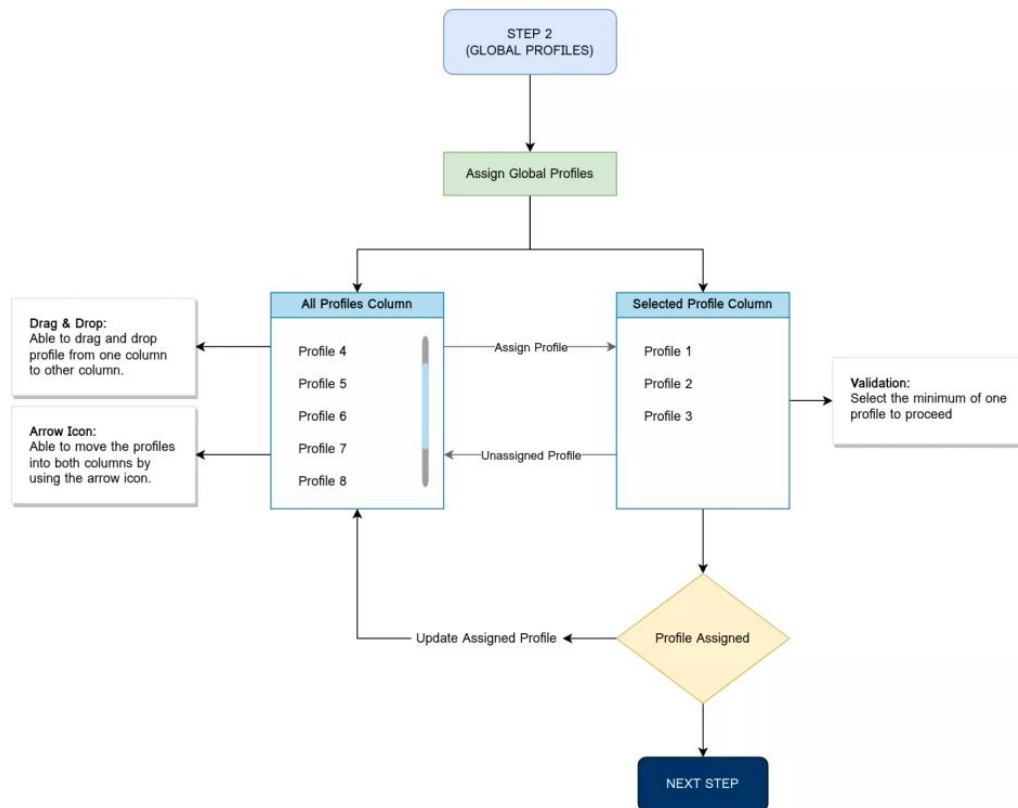 STEP 2
(GLOBAL PROFILES)
Assign Global Profiles
All Profiles Column
Selected Profile Column
Drag & Drop:
Able to drag and drop
profile from one column
to other column.
Arrow Icon:
Able to move the profiles
into both columns by
using the arrow icon.
Profile 4
Profile 5
Profile 6
Profile 7
Profile 8
Assign Profile
Unassigned Profile
Profile 1
Profile 2
Profile 3
Validation:
Select the minimum of one
profile to proceed
Update Assigned Profile
Profile Assigned
NEXT STEP